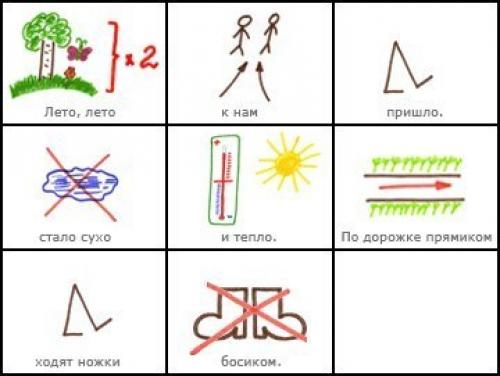 x 2
Лето, лето
к нам
пришло.
стало сухо
и тепло.
По дорожке прямиком
ходят ножки
босиком.